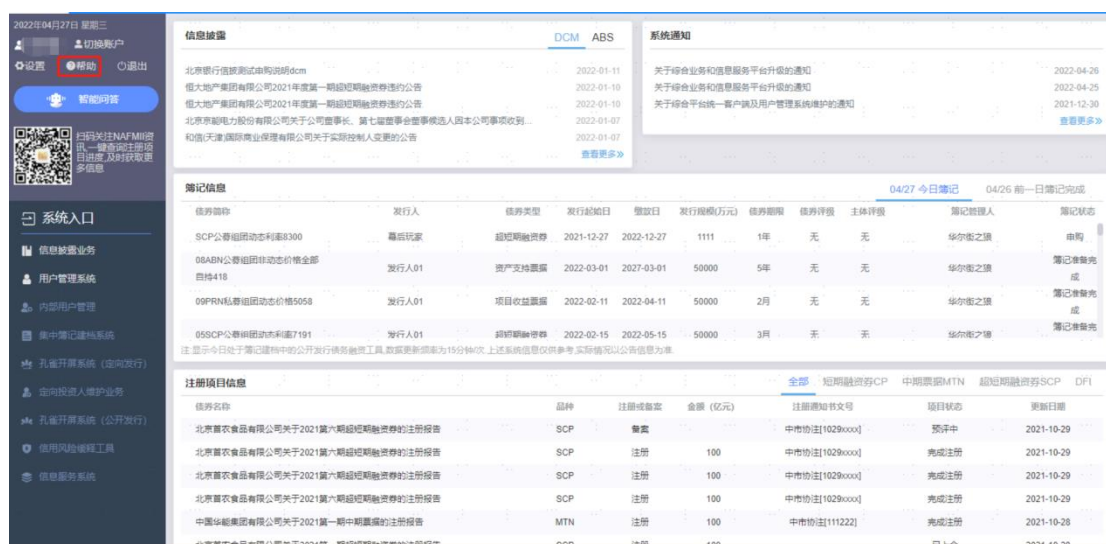 2022年04月27日 星期三
切换账户
设置 帮助 退出
智能问答
扫码关注NAFMII资
讯,一键查询注册项
目进度,及时获取更
多信息
系统入口
信息披露业务
用户管理系统
内部用户管理
集中簿记建档系统
孔雀开屏系统（定向发行）
定向投资人维护业务
孔雀开屏系统（公开发行）
信用风险缓释工具
信息服务系统
信息披露 DCM ABS
北京银行信披测试申购说明dcm 2022-01-11
恒大地产集团有限公司2021年度第一期超短期融资券违约公告 2022-01-10
恒大地产集团有限公司2021年度第一期超短期融资券违约公告 2022-01-10
北京京能电力股份有限公司关于公司董事长、第七届董事会董事候选人因本公司事项收到... 2022-01-07
和信(天津)国际商业保理有限公司关于实际控制人变更的公告 2022-01-07
查看更多
系统通知
关于综合业务和信息服务平台升级的通知 2022-04-26
关于综合业务和信息服务平台升级的通知 2022-04-25
关于综合平台统一客户端及用户管理系统维护的通知 2021-12-30
查看更多
簿记信息 04/27 今日簿记 04/26 前一日簿记完成
债券简称 发行人 债券类型 发行起始日 缴款日 发行规模(万元) 债券期限 债券评级 主体评级 簿记管理人 簿记状态
SCP公募组团动态利率8300 幕后玩家 超短期融资券 2021-12-27 2022-12-27 1111 1年 无 无 华尔街之狼 申购
08ABN公募组团非动态价格全部
自持418 发行人01 资产支持票据 2022-03-01 2027-03-01 50000 5年 无 无 华尔街之狼 簿记准备完
成
09PRN私募组团动态价格5058 发行人01 项目收益票据 2022-02-11 2022-04-11 50000 2月 无 无 华尔街之狼 簿记准备完
成
05SCP公募组团动态利率7191 发行人01 超短期融资券 2022-02-15 2022-05-15 50000 3月 无 无 华尔街之狼 簿记准备完
注:显示今日处于簿记建档中的公开发行债务融资工具,数据更新频率为15分钟/次,上述系统信息仅供参考,实际情况以公告信息为准.
注册项目信息 全部 短期融资券CP 中期票据MTN 超短期融资券SCP DFI
债券名称 品种 注册或备案 金额（亿元） 注册通知书文号 项目状态 更新日期
北京首农食品有限公司关于2021第六期超短期融资券的注册报告 SCP 备案 中市协注[1029xxxx] 预评中 2021-10-29
北京首农食品有限公司关于2021第六期超短期融资券的注册报告 SCP 注册 100 中市协注[1029xxxx] 完成注册 2021-10-29
北京首农食品有限公司关于2021第六期超短期融资券的注册报告 SCP 注册 100 中市协注[1029xxxx] 完成注册 2021-10-29
北京首农食品有限公司关于2021第六期超短期融资券的注册报告 SCP 注册 100 中市协注[1029xxxx] 完成注册 2021-10-29
中国华能集团有限公司关于2021第一期中期票据的注册报告 MTN 注册 100 中市协注[111222] 完成注册 2021-10-28